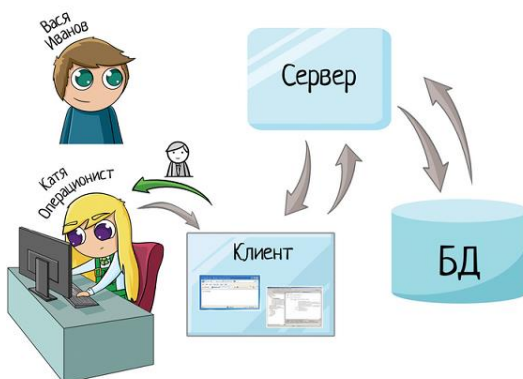 Вася
Иванов
Сервер
Катя
Операционист
Клиент
БД